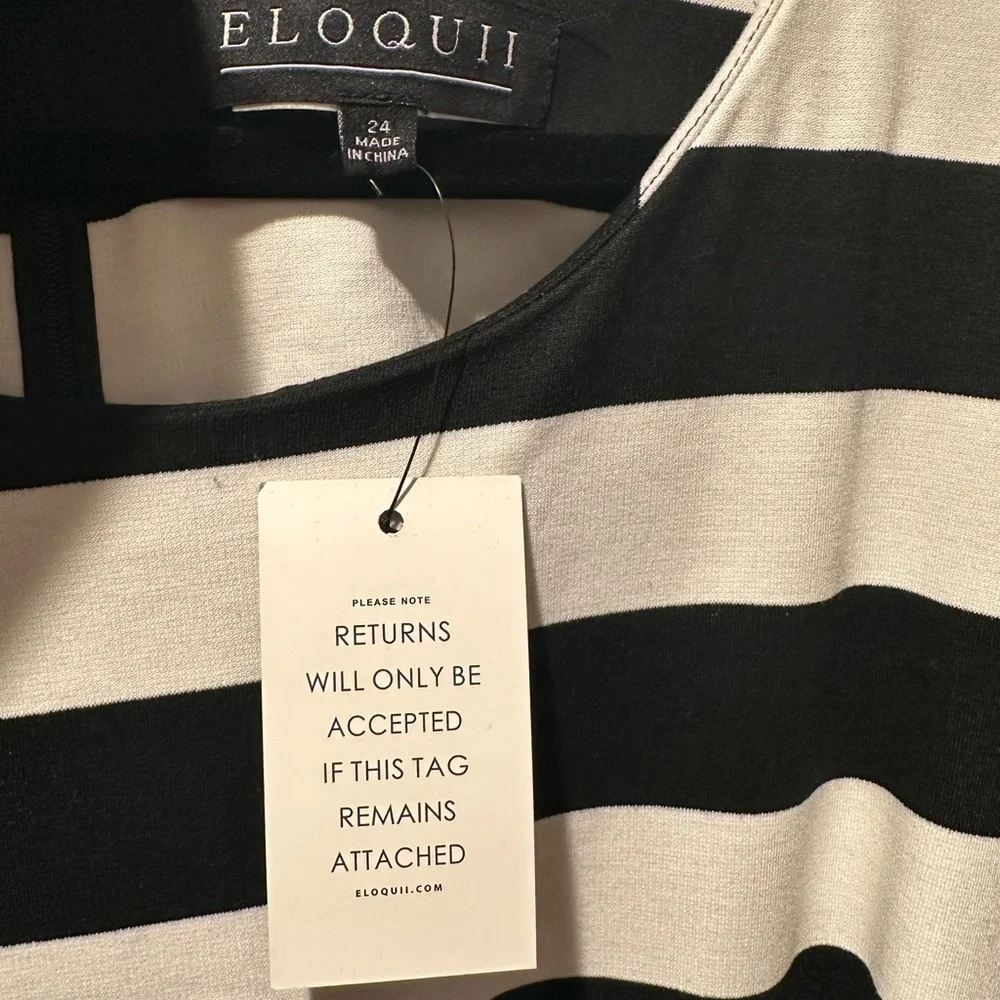 ELOQUII
24
MADE
IN CHINA
PLEASE NOTE
RETURNS
WILL ONLY BE
ACCEPTED
IF THIS TAG
REMAINS
ATTACHED
ELOQUII.COM